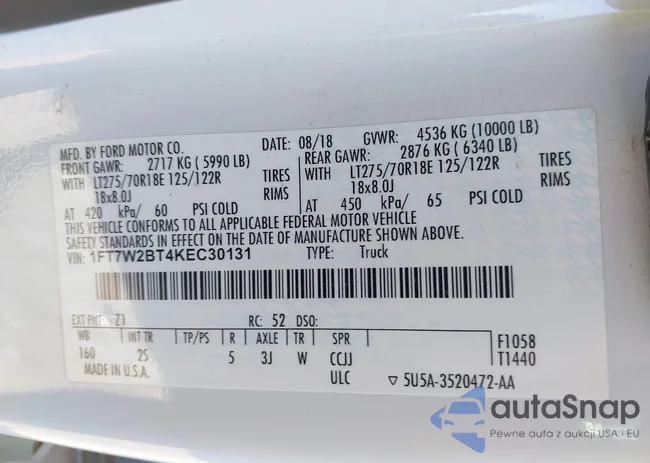 MFD. BY FORD MOTOR CO. DATE: 08/18 GVWR: 4536 KG (10000 LB)
FRONT GAWR: 2717 KG ( 5990 LB) REAR GAWR: 2876 KG ( 6340 LB)
WITH LT275/70R18E 125/122R TIRES WITH LT275/70R18E 125/122R TIRES
18x8.0J RIMS 18x8.0J RIMS
AT 420 kPa/ 60 PSI COLD AT 450 kPa/ 65 PSI COLD
THIS VEHICLE CONFORMS TO ALL APPLICABLE FEDERAL MOTOR VEHICLE
SAFETY STANDARDS IN EFFECT ON THE DATE OF MANUFACTURE SHOWN ABOVE.
VIN: 1FT7W2BT4KEC30131 TYPE: Truck
EXT PNT: Z1 RC: 52 DSO:
WB INT TR TP/PS R AXLE TR SPR F1058
160 2S 5 3J W CCJJ T1440
MADE IN U.S.A. ULC ▽ 5U5A-3520472-AA
autaSnap
Pewne auta z aukcji USA i EU